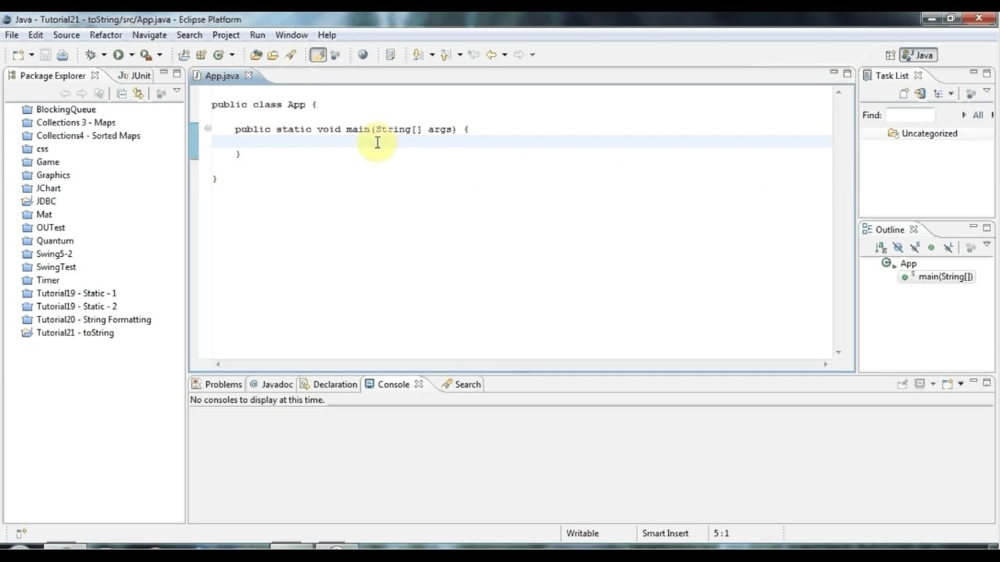 Java - Tutorial21 - toString/src/App.java - Eclipse Platform
File Edit Source Refactor Navigate Search Project Run Window Help
Java
Package Explorer JUnit
BlockingQueue
Collections 3 - Maps
Collections4 - Sorted Maps
css
Game
Graphics
JChart
JDBC
Mat
OUTest
Quantum
Swing5-2
SwingTest
Timer
Tutorial19 - Static - 1
Tutorial19 - Static - 2
Tutorial20 - String Formatting
Tutorial21 - toString
App.java
public class App {
public static void main(String[] args) {
}
}
Task List
Find: All
Uncategorized
Outline
App
main(String[])
Problems @ Javadoc Declaration Console Search
No consoles to display at this time.
Writable Smart Insert 5 : 1